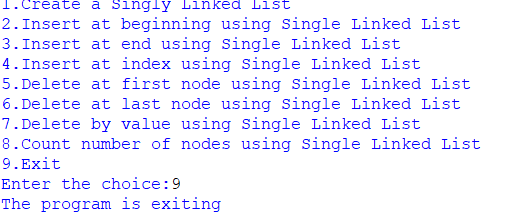 1.Create a Singly Linked List
2.Insert at beginning using Single Linked List
3.Insert at end using Single Linked List
4.Insert at index using Single Linked List
5.Delete at first node using Single Linked List
6.Delete at last node using Single Linked List
7.Delete by value using Single Linked List
8.Count number of nodes using Single Linked List
9.Exit
Enter the choice:9
The program is exiting